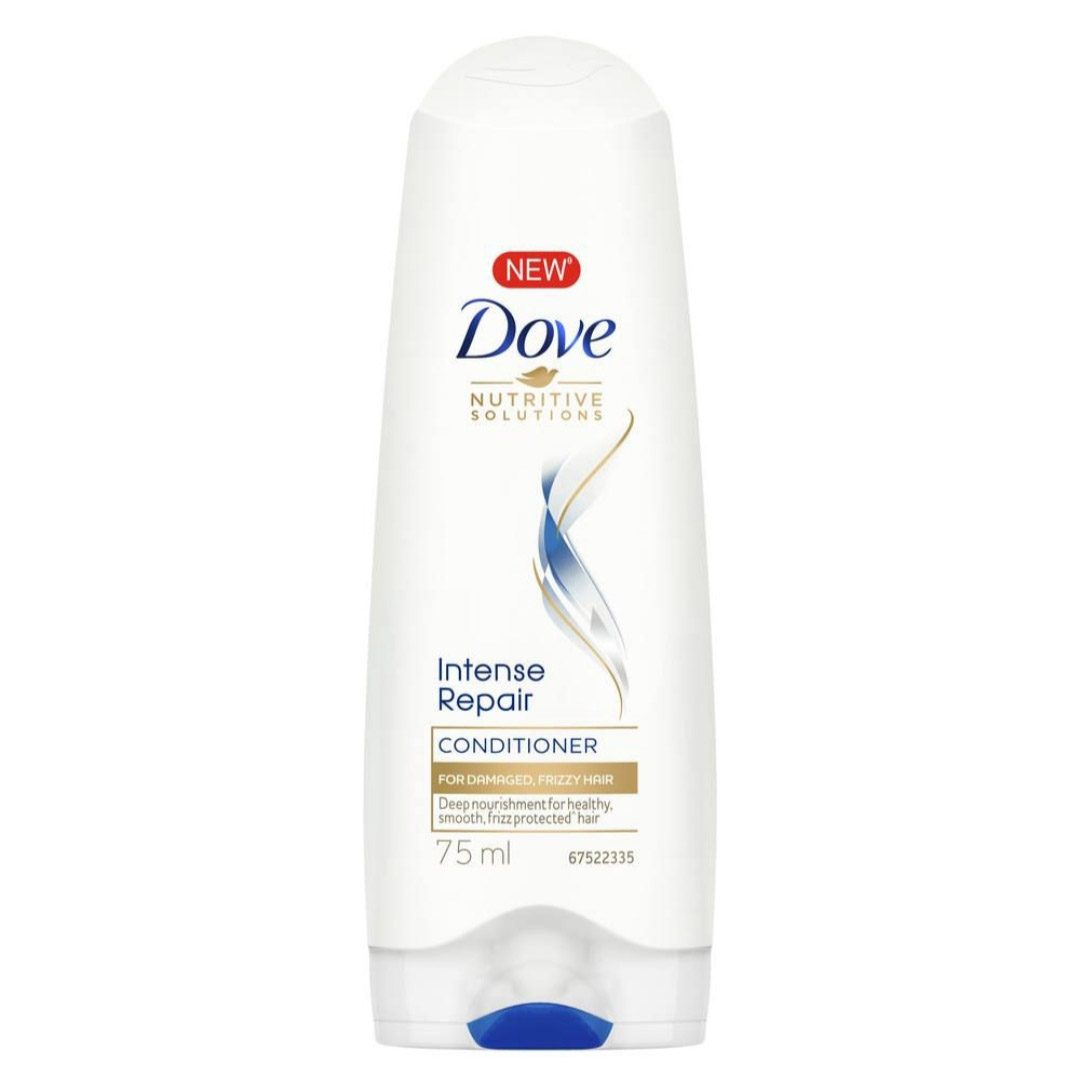 NEW◊
Dove
NUTRITIVE
SOLUTIONS
Intense
Repair
CONDITIONER
FOR DAMAGED, FRIZZY HAIR
Deep nourishment for healthy,
smooth, frizz protected^ hair
75 ml 67522335